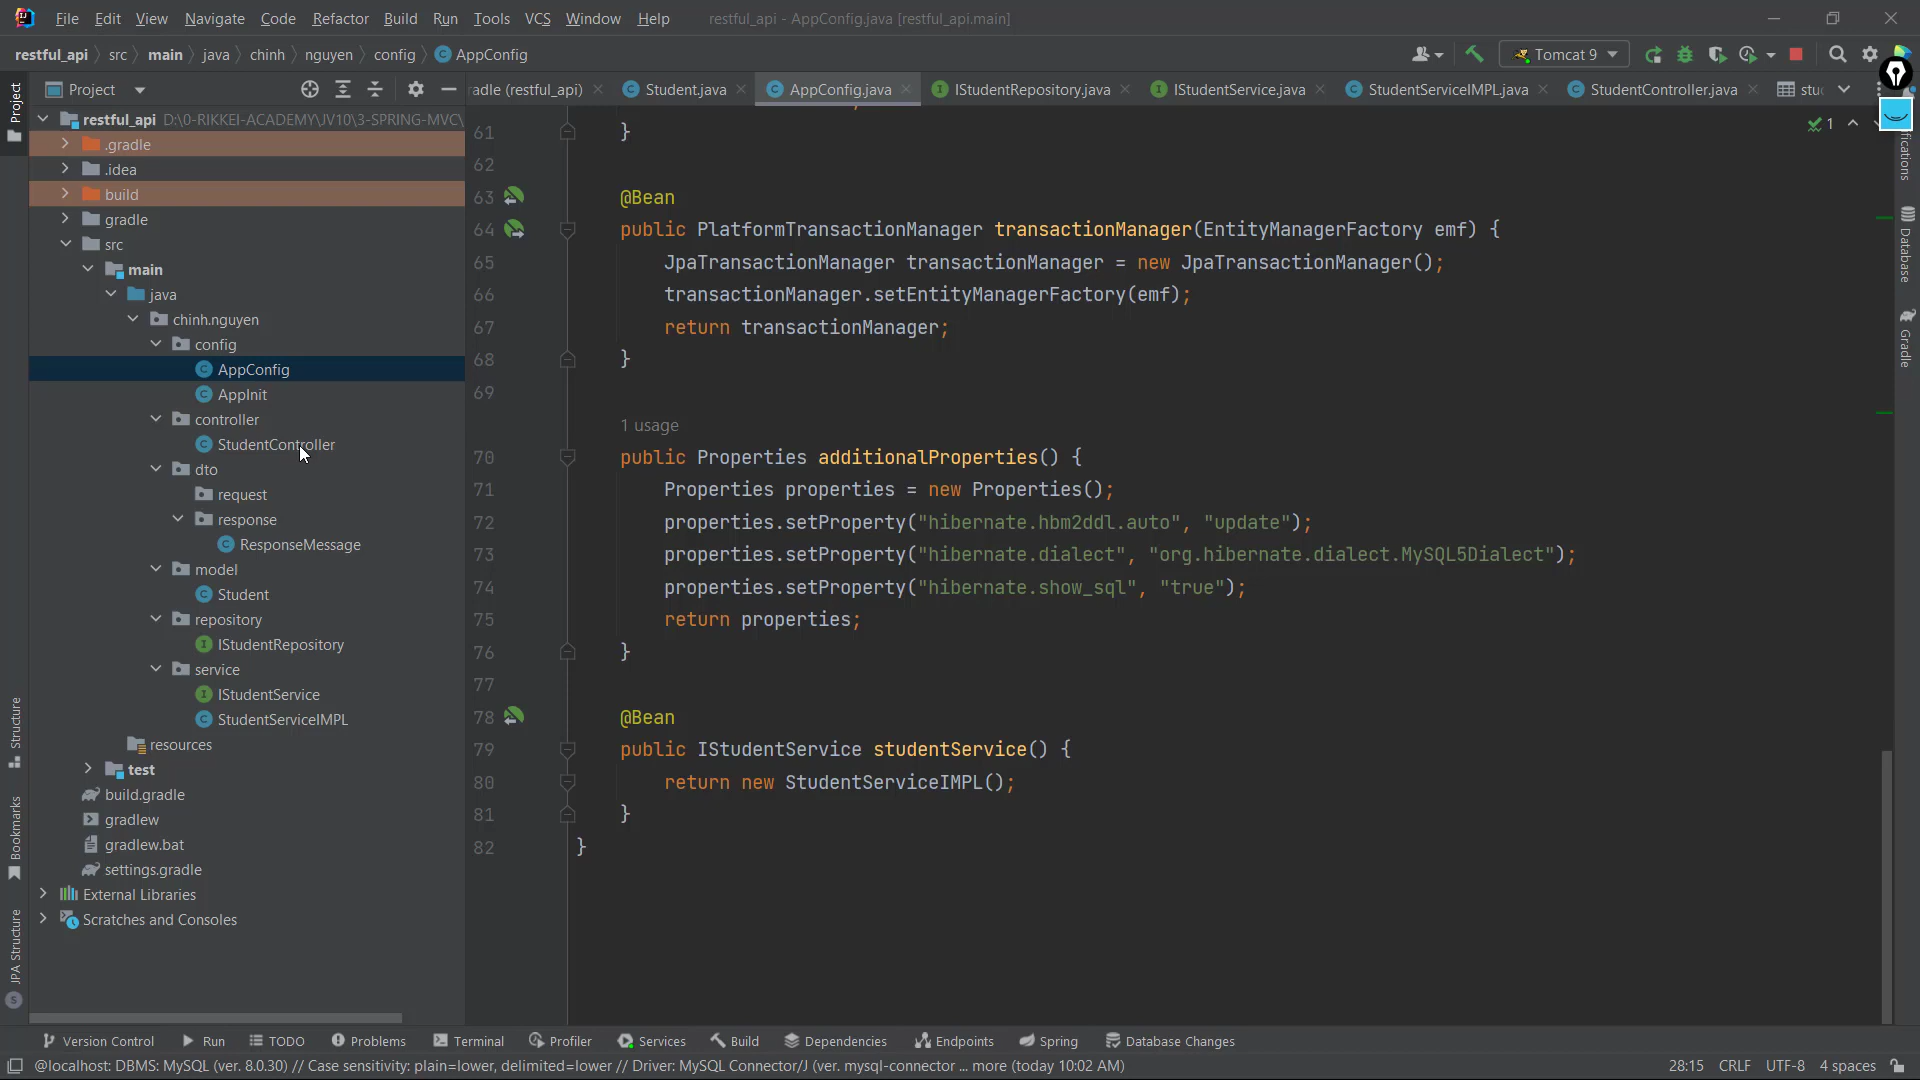 File Edit View Navigate Code Refactor Build Run Tools VCS Window Help restful_api - AppConfig.java [restful_api.main]
restful_api src main java chinh nguyen config AppConfig Tomcat 9
Project
adle (restful_api) Student.java AppConfig.java IStudentRepository.java IStudentService.java StudentServiceIMPL.java StudentController.java stu
Project
restful_api D:\0-RIKKEI-ACADEMY\JV10\3-SPRING-MVC\
.gradle
.idea
build
gradle
src
main
java
chinh.nguyen
config
AppConfig
AppInit
controller
StudentController
dto
request
response
ResponseMessage
model
Student
repository
IStudentRepository
service
IStudentService
StudentServiceIMPL
resources
test
build.gradle
gradlew
gradlew.bat
settings.gradle
External Libraries
Scratches and Consoles
Structure
Bookmarks
JPA Structure
1
61 }
62
63 @Bean
64 public PlatformTransactionManager transactionManager(EntityManagerFactory emf) {
65 JpaTransactionManager transactionManager = new JpaTransactionManager();
66 transactionManager.setEntityManagerFactory(emf);
67 return transactionManager;
68 }
69
1 usage
70 public Properties additionalProperties() {
71 Properties properties = new Properties();
72 properties.setProperty("hibernate.hbm2ddl.auto", "update");
73 properties.setProperty("hibernate.dialect", "org.hibernate.dialect.MySQL5Dialect");
74 properties.setProperty("hibernate.show_sql", "true");
75 return properties;
76 }
77
78 @Bean
79 public IStudentService studentService() {
80 return new StudentServiceIMPL();
81 }
82 }
ifications
Database
Gradle
Version Control Run TODO Problems Terminal Profiler Services Build Dependencies Endpoints Spring Database Changes
@localhost: DBMS: MySQL (ver. 8.0.30) // Case sensitivity: plain=lower, delimited=lower // Driver: MySQL Connector/J (ver. mysql-connector ... more (today 10:02 AM) 28:15 CRLF UTF-8 4 spaces